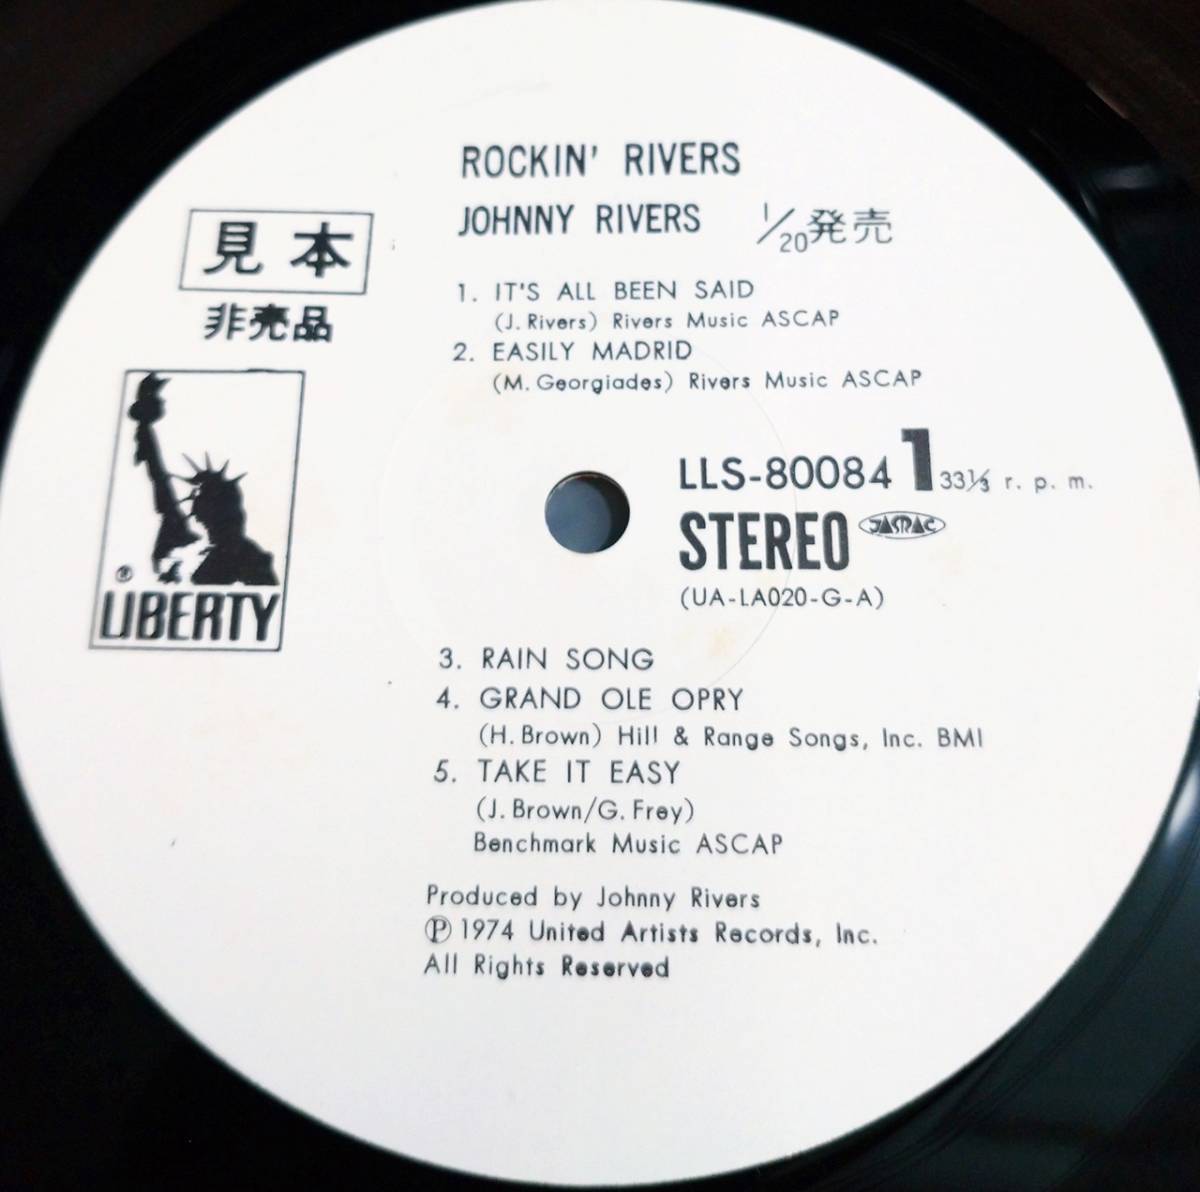 ROCKIN' RIVERS
JOHNNY RIVERS 1/20発売
見本
非売品
1. IT'S ALL BEEN SAID
(J. Rivers) Rivers Music ASCAP
2. EASILY MADRID
(M. Georgiades) Rivers Music ASCAP
® LIBERTY
LLS-80084 1 33⅓ r. p. m.
STEREO JASRAC
(UA-LA020-G-A)
3. RAIN SONG
4. GRAND OLE OPRY
(H. Brown) Hill & Range Songs, Inc. BMI
5. TAKE IT EASY
(J. Brown/G. Frey)
Benchmark Music ASCAP
Produced by Johnny Rivers
Ⓟ 1974 United Artists Records, Inc.
All Rights Reserved